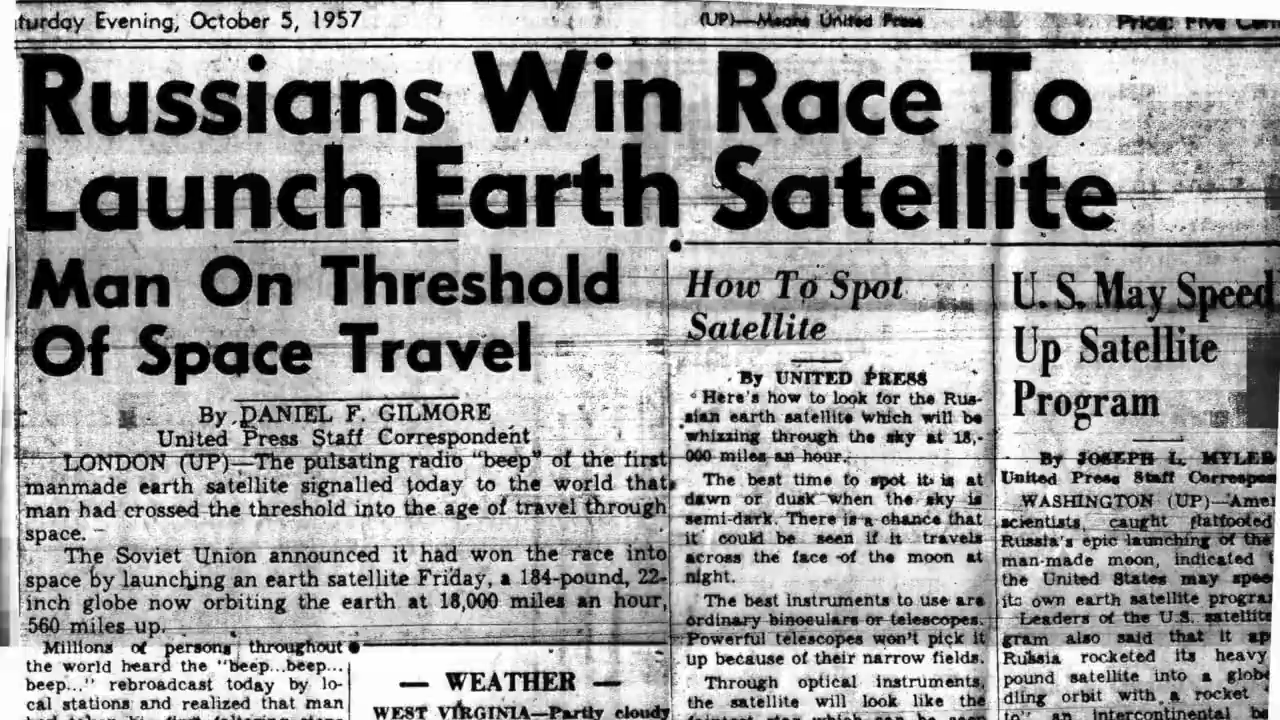 turday Evening, October 5, 1957
(UP)—Means United Press
Price: Five Cen
Russians Win Race To
Launch Earth Satellite
Man On Threshold
Of Space Travel
By DANIEL F. GILMORE
United Press Staff Correspondent
LONDON (UP)—The pulsating radio "beep" of the first
manmade earth satellite signalled today to the world that
man had crossed the threshold into the age of travel through
space.
The Soviet Union announced it had won the race into
space by launching an earth satellite Friday, a 184-pound, 22-
inch globe now orbiting the earth at 18,000 miles an hour,
560 miles up.
Millions of persons throughout
the world heard the "beep...beep...
beep..." rebroadcast today by lo-
cal stations and realized that man
— WEATHER —
WEST VIRGINIA—Partly cloudy
How To Spot
Satellite
By UNITED PRESS
Here's how to look for the Rus-
sian earth satellite which will be
whizzing through the sky at 18,-
000 miles an hour.
The best time to spot it is at
dawn or dusk when the sky is
semi-dark. There is a chance that
it could be seen if it travels
across the face of the moon at
night.
The best instruments to use are
ordinary binoculars or telescopes.
Powerful telescopes won't pick it
up because of their narrow fields.
Through optical instruments,
the satellite will look like the
U. S. May Speed
Up Satellite
Program
By JOSEPH L. MYLER
United Press Staff Correspon
WASHINGTON (UP)—Amer
scientists, caught flatfooted
Russia's epic launching of the
man-made moon, indicated
the United States may spee
its own earth satellite progra
Leaders of the U.S. satellite
gram also said that it ap
Russia rocketed its heavy
pound satellite into a globe
dling orbit with a rocket
to" an intercontinental b